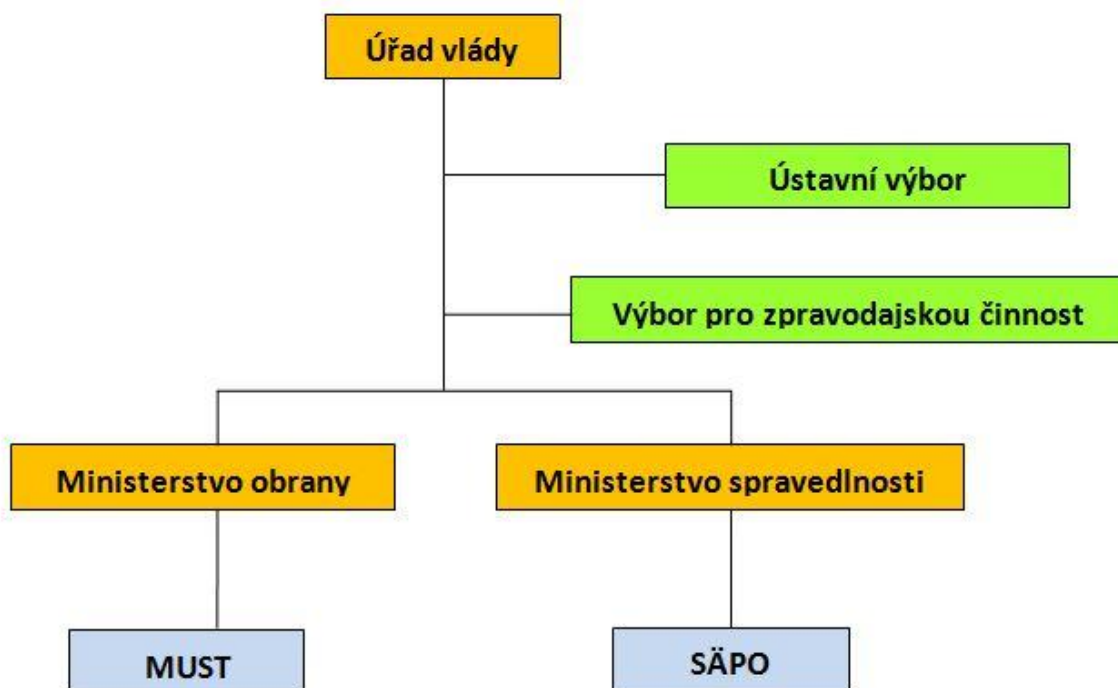 Úřad vlády
Ústavní výbor
Výbor pro zpravodajskou činnost
Ministerstvo obrany
Ministerstvo spravedlnosti
MUST
SÄPO